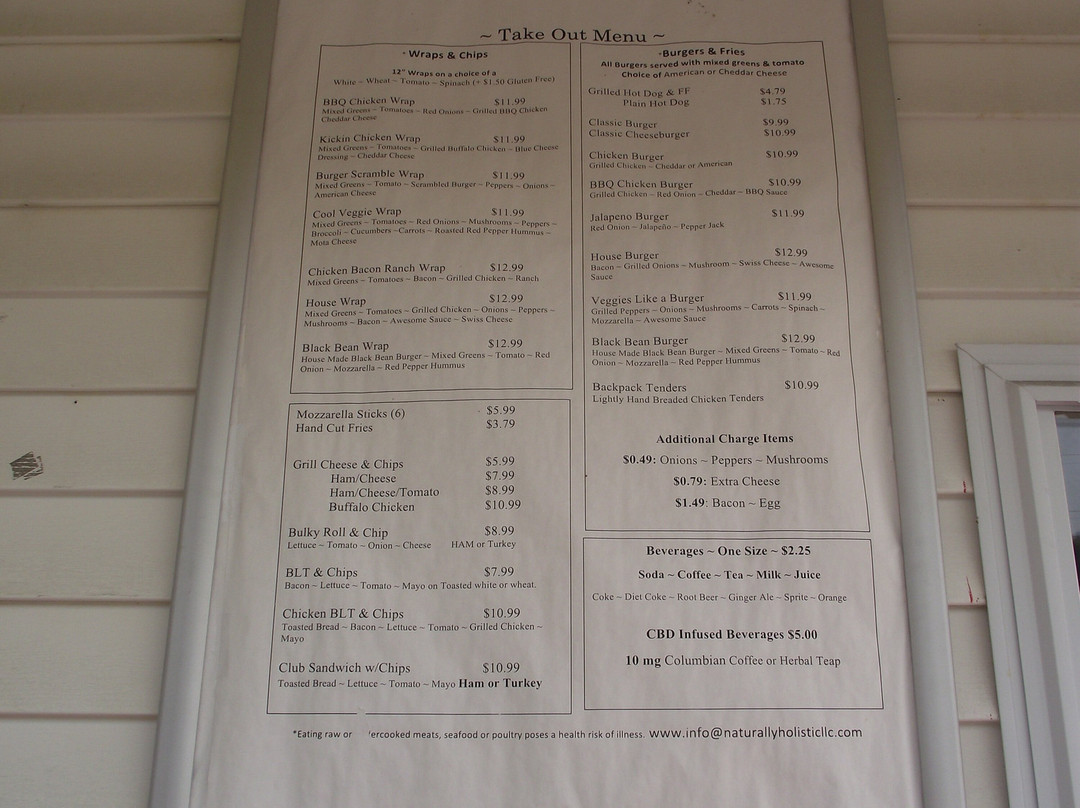 ~ Take Out Menu ~
* Wraps & Chips
12" Wraps on a choice of a
White ~ Wheat ~ Tomato ~ Spinach (+ $1.50 Gluten Free)
BBQ Chicken Wrap $11.99
Mixed Greens ~ Tomatoes ~ Red Onions ~ Grilled BBQ Chicken
Cheddar Cheese
Kickin Chicken Wrap $11.99
Mixed Greens ~ Tomatoes ~ Grilled Buffalo Chicken ~ Blue Cheese
Dressing ~ Cheddar Cheese
Burger Scramble Wrap $11.99
Mixed Greens ~ Tomato ~ Scrambled Burger ~ Peppers ~ Onions ~
American Cheese
Cool Veggie Wrap $11.99
Mixed Greens ~ Tomatoes ~ Red Onions ~ Mushrooms ~ Peppers ~
Broccoli ~ Cucumbers ~Carrots ~ Roasted Red Pepper Hummus ~
Mota Cheese
Chicken Bacon Ranch Wrap $12.99
Mixed Greens ~ Tomatoes ~ Bacon ~ Grilled Chicken ~ Ranch
House Wrap $12.99
Mixed Greens ~ Tomatoes ~ Grilled Chicken ~ Onions ~ Peppers ~
Mushrooms ~ Bacon ~ Awesome Sauce ~ Swiss Cheese
Black Bean Wrap $12.99
House Made Black Bean Burger ~ Mixed Greens ~ Tomato ~ Red
Onion ~ Mozzarella ~ Red Pepper Hummus
Mozzarella Sticks (6) $5.99
Hand Cut Fries $3.79
Grill Cheese & Chips $5.99
Ham/Cheese $7.99
Ham/Cheese/Tomato $8.99
Buffalo Chicken $10.99
Bulky Roll & Chip $8.99
Lettuce ~ Tomato ~ Onion ~ Cheese HAM or Turkey
BLT & Chips $7.99
Bacon ~ Lettuce ~ Tomato ~ Mayo on Toasted white or wheat.
Chicken BLT & Chips $10.99
Toasted Bread ~ Bacon ~ Lettuce ~ Tomato ~ Grilled Chicken ~
Mayo
Club Sandwich w/Chips $10.99
Toasted Bread ~ Lettuce ~ Tomato ~ Mayo Ham or Turkey
*Burgers & Fries
All Burgers served with mixed greens & tomato
Choice of American or Cheddar Cheese
Grilled Hot Dog & FF $4.79
Plain Hot Dog $1.75
Classic Burger $9.99
Classic Cheeseburger $10.99
Chicken Burger $10.99
Grilled Chicken ~ Cheddar or American
BBQ Chicken Burger $10.99
Grilled Chicken ~ Red Onion ~ Cheddar ~ BBQ Sauce
Jalapeno Burger $11.99
Red Onion ~ Jalapeño ~ Pepper Jack
House Burger $12.99
Bacon ~ Grilled Onions ~ Mushroom ~ Swiss Cheese ~ Awesome
Sauce
Veggies Like a Burger $11.99
Grilled Peppers ~ Onions ~ Mushrooms ~ Carrots ~ Spinach ~
Mozzarella ~ Awesome Sauce
Black Bean Burger $12.99
House Made Black Bean Burger ~ Mixed Greens ~ Tomato ~ Red
Onion ~ Mozzarella ~ Red Pepper Hummus
Backpack Tenders $10.99
Lightly Hand Breaded Chicken Tenders
Additional Charge Items
$0.49: Onions ~ Peppers ~ Mushrooms
$0.79: Extra Cheese
$1.49: Bacon ~ Egg
Beverages ~ One Size ~ $2.25
Soda ~ Coffee ~ Tea ~ Milk ~ Juice
Coke ~ Diet Coke ~ Root Beer ~ Ginger Ale ~ Sprite ~ Orange
CBD Infused Beverages $5.00
10 mg Columbian Coffee or Herbal Teap
*Eating raw or ercooked meats, seafood or poultry poses a health risk of illness. www.info@naturallyholisticllc.com